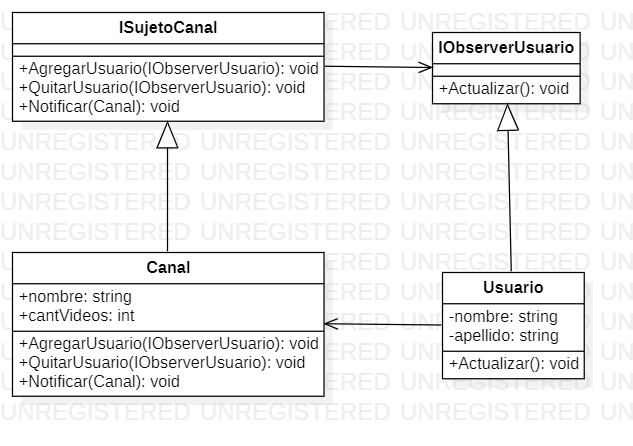 ISujetoCanal
+AgregarUsuario(IObserverUsuario): void
+QuitarUsuario(IObserverUsuario): void
+Notificar(Canal): void
IObserverUsuario
+Actualizar(): void
Canal
+nombre: string
+cantVideos: int
+AgregarUsuario(IObserverUsuario): void
+QuitarUsuario(IObserverUsuario): void
+Notificar(Canal): void
Usuario
-nombre: string
-apellido: string
+Actualizar(): void
UNREGISTERED